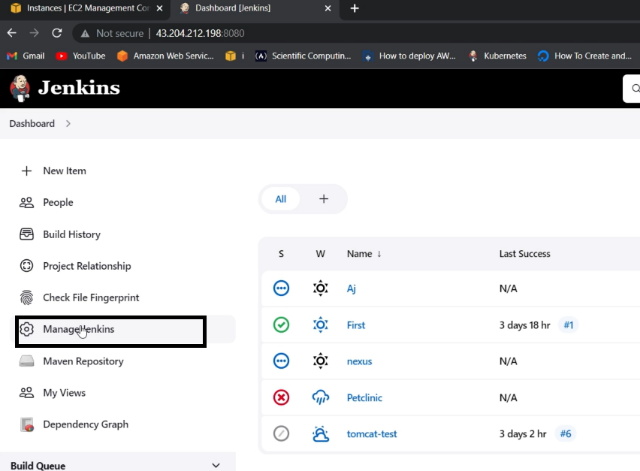 Instances | EC2 Management Con
Dashboard [Jenkins]
Not secure | 43.204.212.198:8080
Gmail YouTube Amazon Web Servic... i Scientific Computin... How to deploy AW... Kubernetes How To Create and...
Jenkins
Dashboard
New Item
People
Build History
Project Relationship
Check File Fingerprint
Manage Jenkins
Maven Repository
My Views
Dependency Graph
Build Queue
All +
S W Name ↓ Last Success
Aj N/A
First 3 days 18 hr #1
nexus N/A
Petclinic N/A
tomcat-test 3 days 2 hr #6